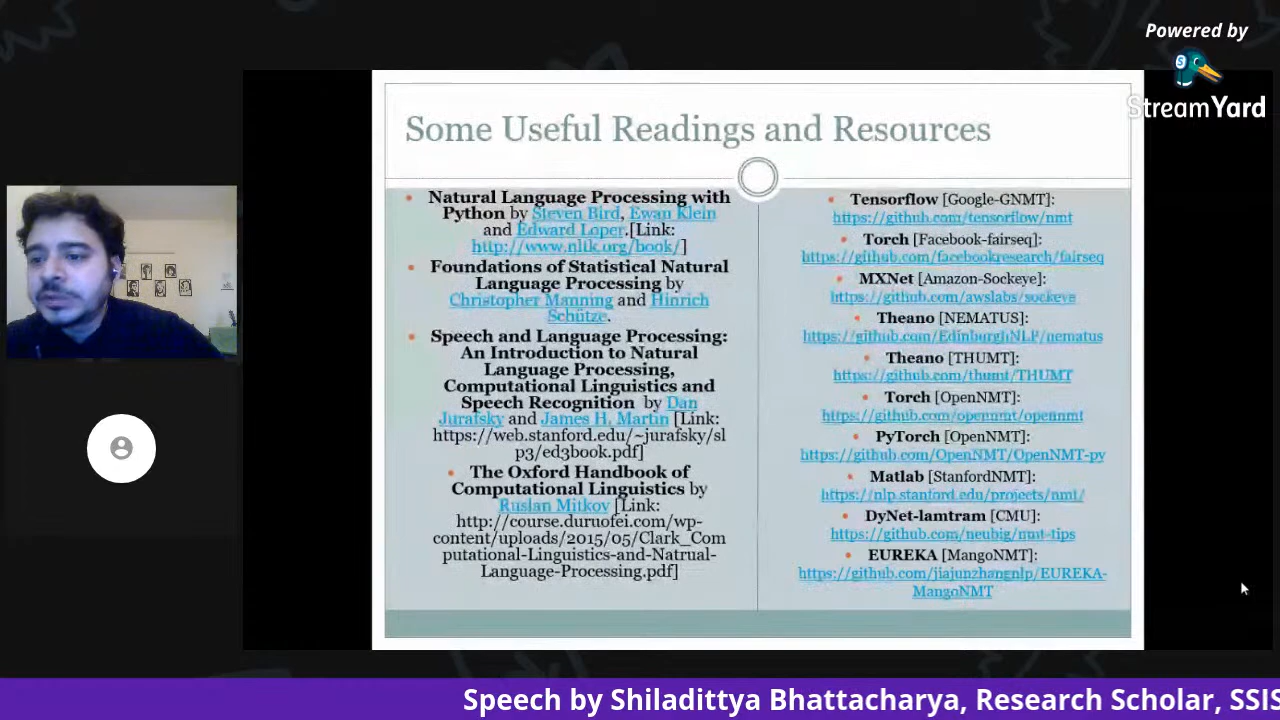 Powered by
StreamYard
Some Useful Readings and Resources
Natural Language Processing with
Python by Steven Bird, Ewan Klein
and Edward Loper.[Link:
http://www.nltk.org/book/]
Foundations of Statistical Natural
Language Processing by
Christopher Manning and Hinrich
Schütze.
Speech and Language Processing:
An Introduction to Natural
Language Processing,
Computational Linguistics and
Speech Recognition by Dan
Jurafsky and James H. Martin [Link:
https://web.stanford.edu/~jurafsky/sl
p3/ed3book.pdf]
The Oxford Handbook of
Computational Linguistics by
Ruslan Mitkov [Link:
http://course.duruofei.com/wp-
content/uploads/2015/05/Clark_Com
putational-Linguistics-and-Natrual-
Language-Processing.pdf]
Tensorflow [Google-GNMT]:
https://github.com/tensorflow/nmt
Torch [Facebook-fairseq]:
https://github.com/facebookresearch/fairseq
MXNet [Amazon-Sockeye]:
https://github.com/awslabs/sockeye
Theano [NEMATUS]:
https://github.com/EdinburghNLP/nematus
Theano [THUMT]:
https://github.com/thumt/THUMT
Torch [OpenNMT]:
https://github.com/opennmt/opennmt
PyTorch [OpenNMT]:
https://github.com/OpenNMT/OpenNMT-py
Matlab [StanfordNMT]:
https://nlp.stanford.edu/projects/nmt/
DyNet-lamtram [CMU]:
https://github.com/neubig/nmt-tips
EUREKA [MangoNMT]:
https://github.com/jiajunzhangnlp/EUREKA-
MangoNMT
Speech by Shiladittya Bhattacharya, Research Scholar, SSIS